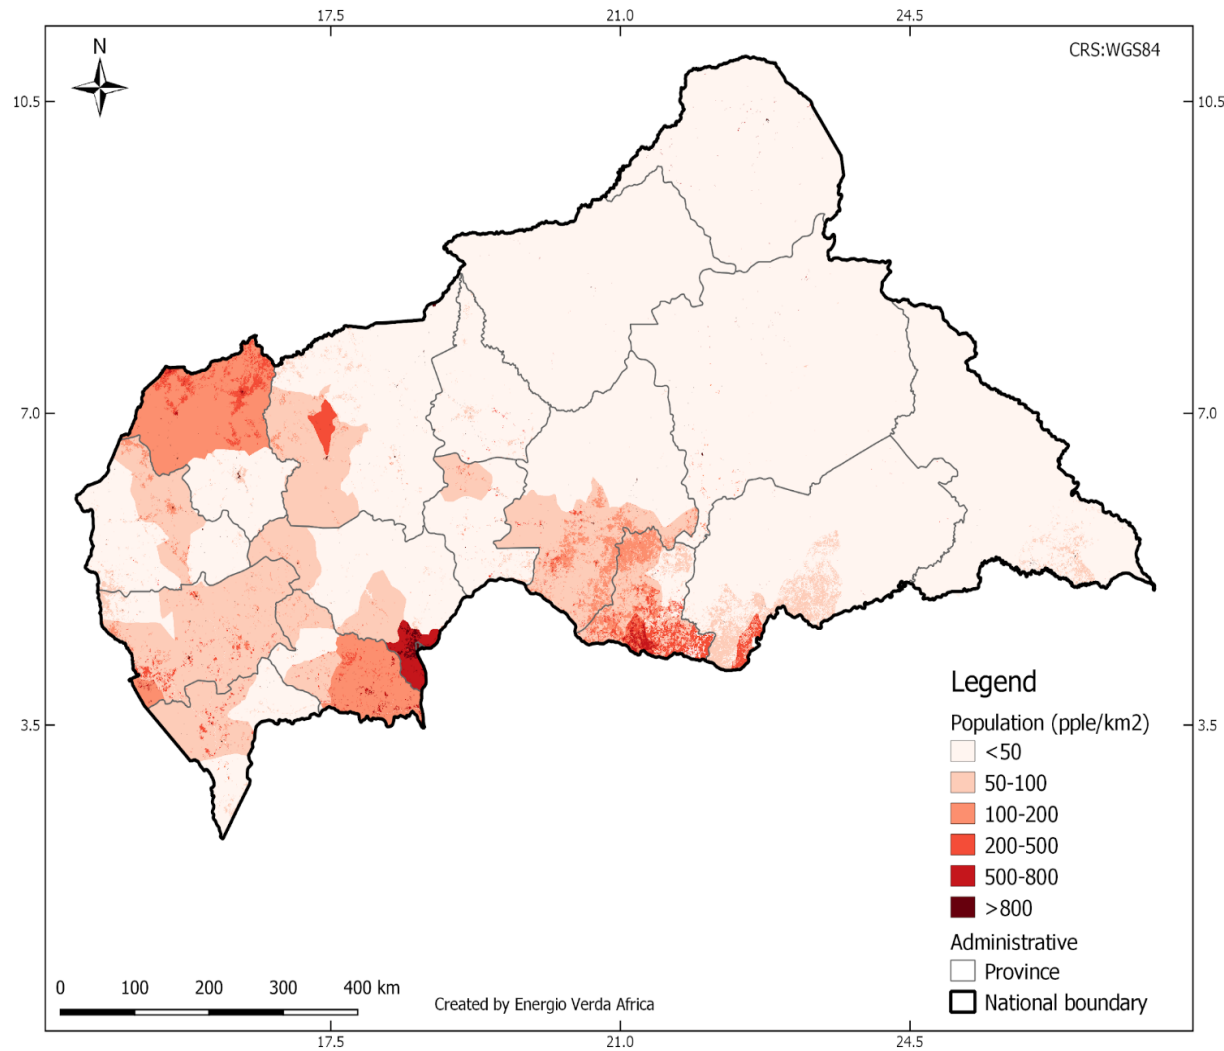 17.5 21.0 24.5
N
CRS:WGS84
10.5 10.5
7.0 7.0
3.5 3.5
Legend
Population (pple/km2)
<50
50-100
100-200
200-500
500-800
>800
Administrative
Province
National boundary
0 100 200 300 400 km
Created by Energio Verda Africa
17.5 21.0 24.5